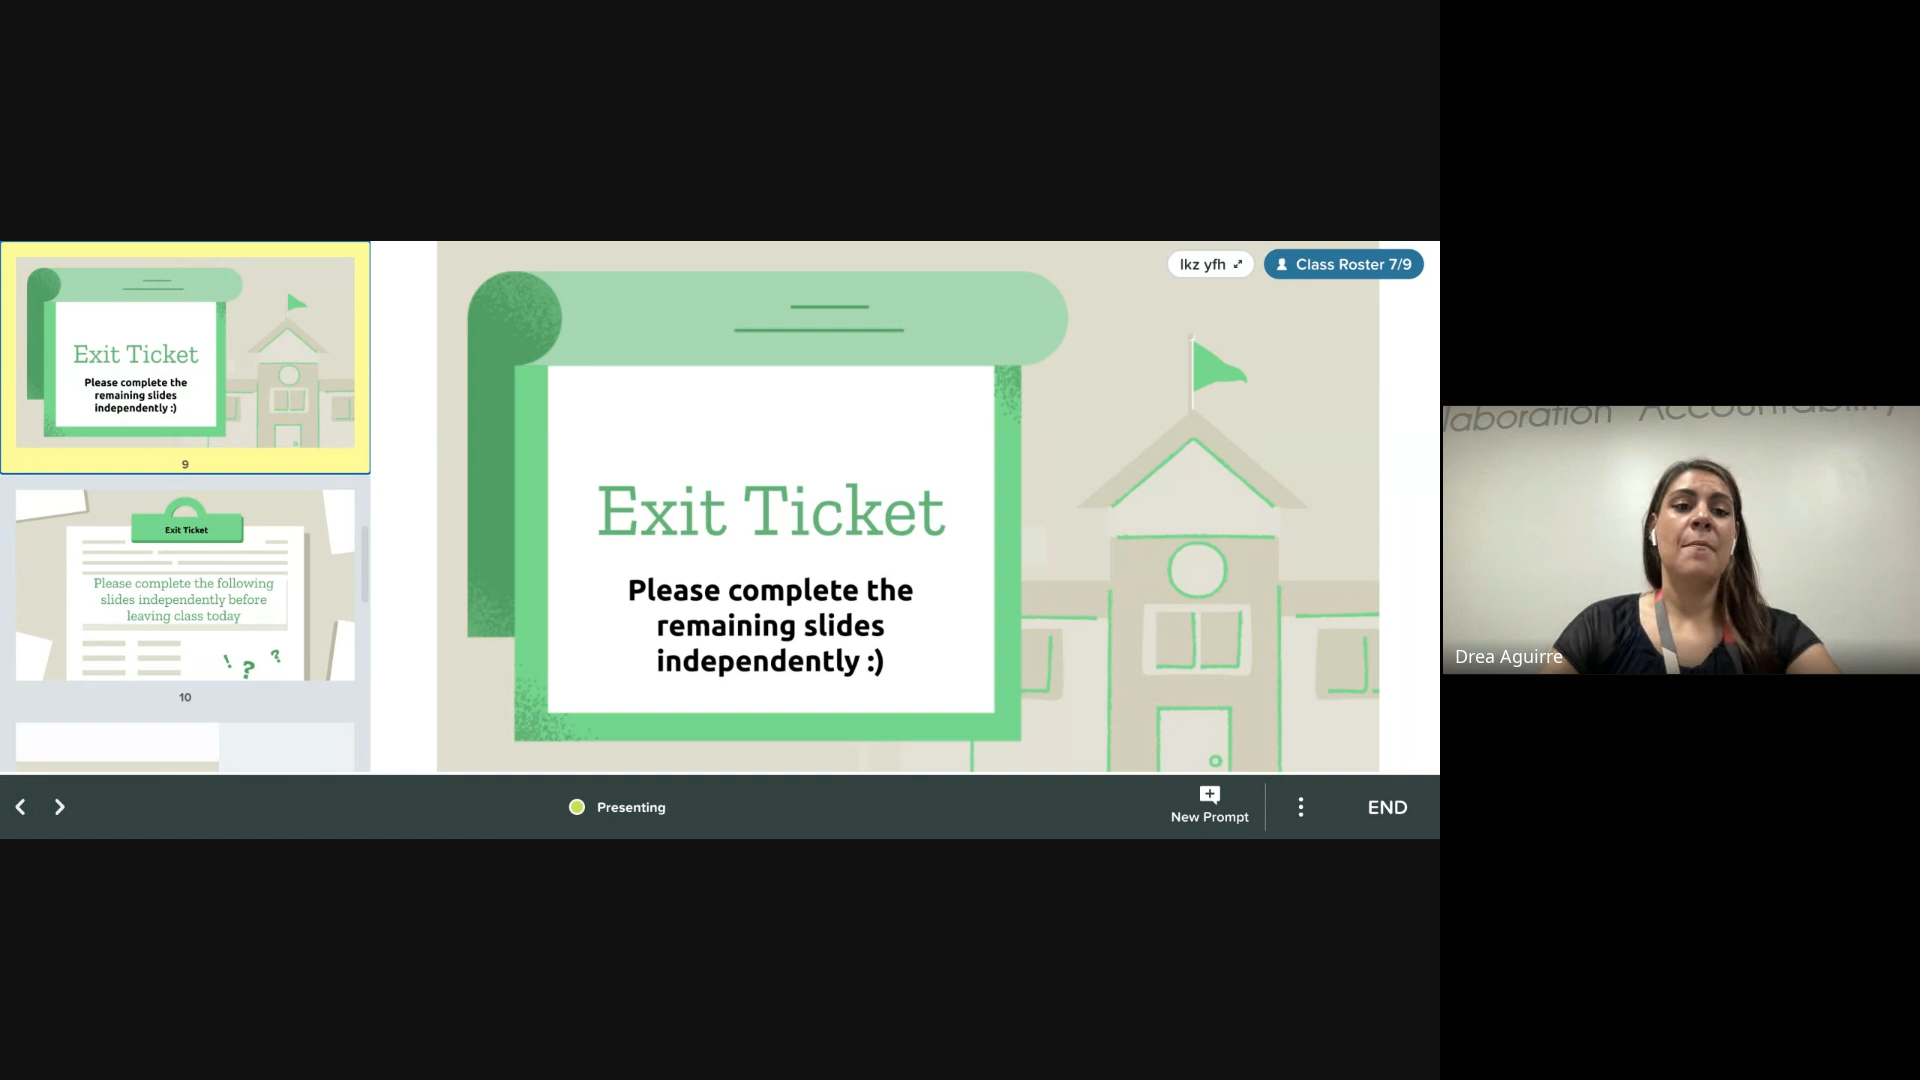 Exit Ticket
Please complete the
remaining slides
independently :)
9
Exit Ticket
Please complete the following
slides independently before
leaving class today
! ? ?
10
lkz yfh
Class Roster 7/9
Exit Ticket
Please complete the
remaining slides
independently :)
Presenting
New Prompt
END
laboration Accountability
Drea Aguirre